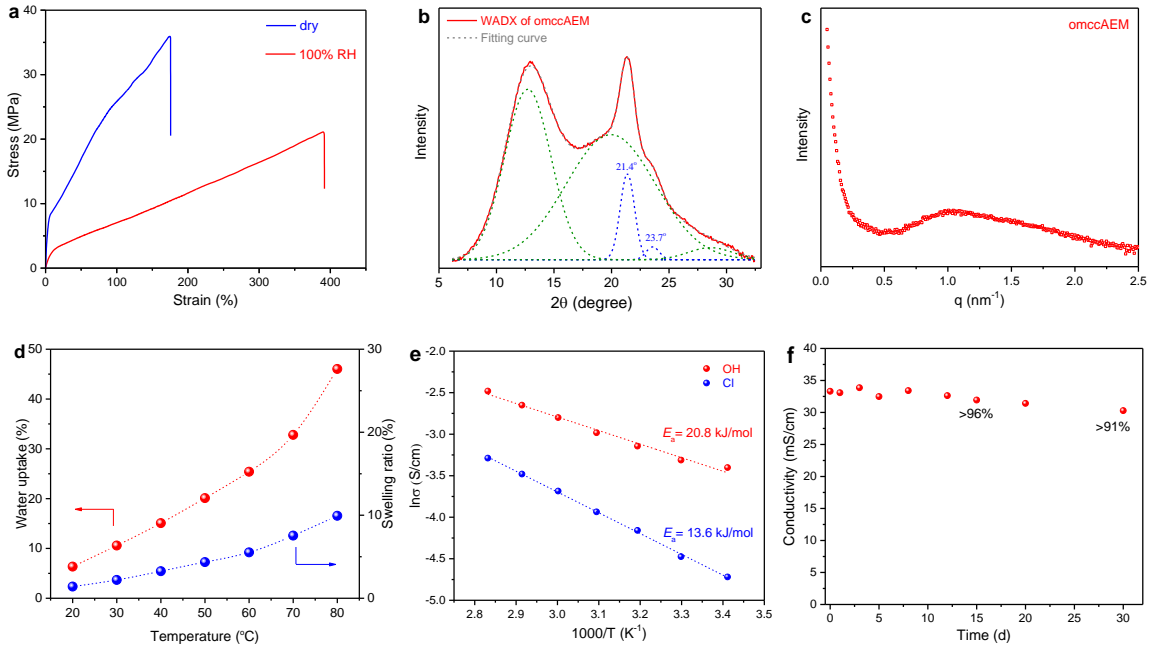 a
dry
100% RH
Stress (MPa)
40
30
20
10
0
0 100 200 300 400
Strain (%)
b
WADX of omccAEM
Fitting curve
21.4°
23.7°
Intensity
5 10 15 20 25 30
2θ (degree)
c
omccAEM
Intensity
0.0 0.5 1.0 1.5 2.0 2.5
q (nm⁻¹)
d
Water uptake (%)
50
40
30
20
10
0
30
20
10
0
Swelling ratio (%)
20 30 40 50 60 70 80
Temperature (°C)
e
OH
Cl
Eₐ= 20.8 kJ/mol
Eₐ= 13.6 kJ/mol
lnσ (S/cm)
-2.0
-2.5
-3.0
-3.5
-4.0
-4.5
-5.0
2.8 2.9 3.0 3.1 3.2 3.3 3.4 3.5
1000/T (K⁻¹)
f
>96%
>91%
Conductivity (mS/cm)
40
35
30
25
20
15
10
5
0
0 5 10 15 20 25 30
Time (d)